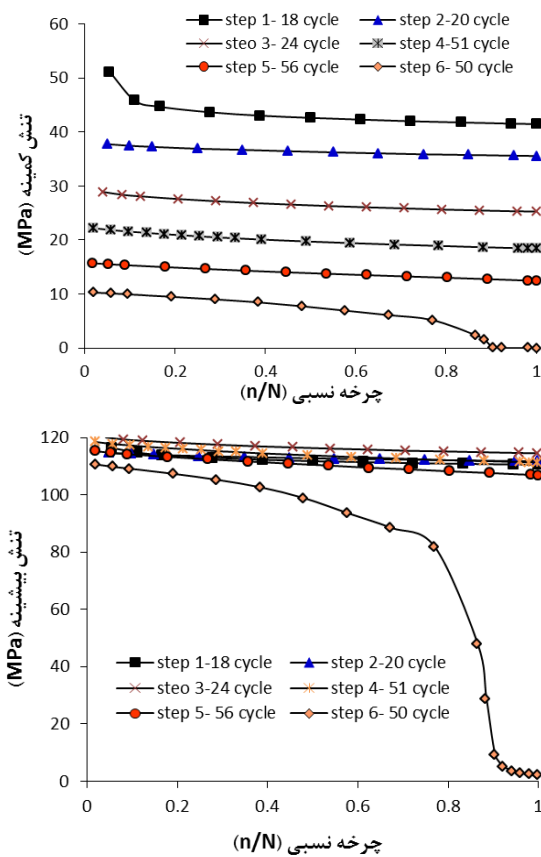 step 1- 18 cycle step 2-20 cycle
steo 3- 24 cycle step 4-51 cycle
step 5- 56 cycle step 6- 50 cycle
60
50
40
30
20
10
0
تنش کمینه (MPa)
0 0.2 0.4 0.6 0.8 1
چرخه نسبی (n/N)
120
100
80
60
40
20
0
تنش بیشینه (MPa)
step 1-18 cycle step 2-20 cycle
steo 3-24 cycle step 4- 51 cycle
step 5- 56 cycle step 6- 50 cycle
0 0.2 0.4 0.6 0.8 1
چرخه نسبی (n/N)